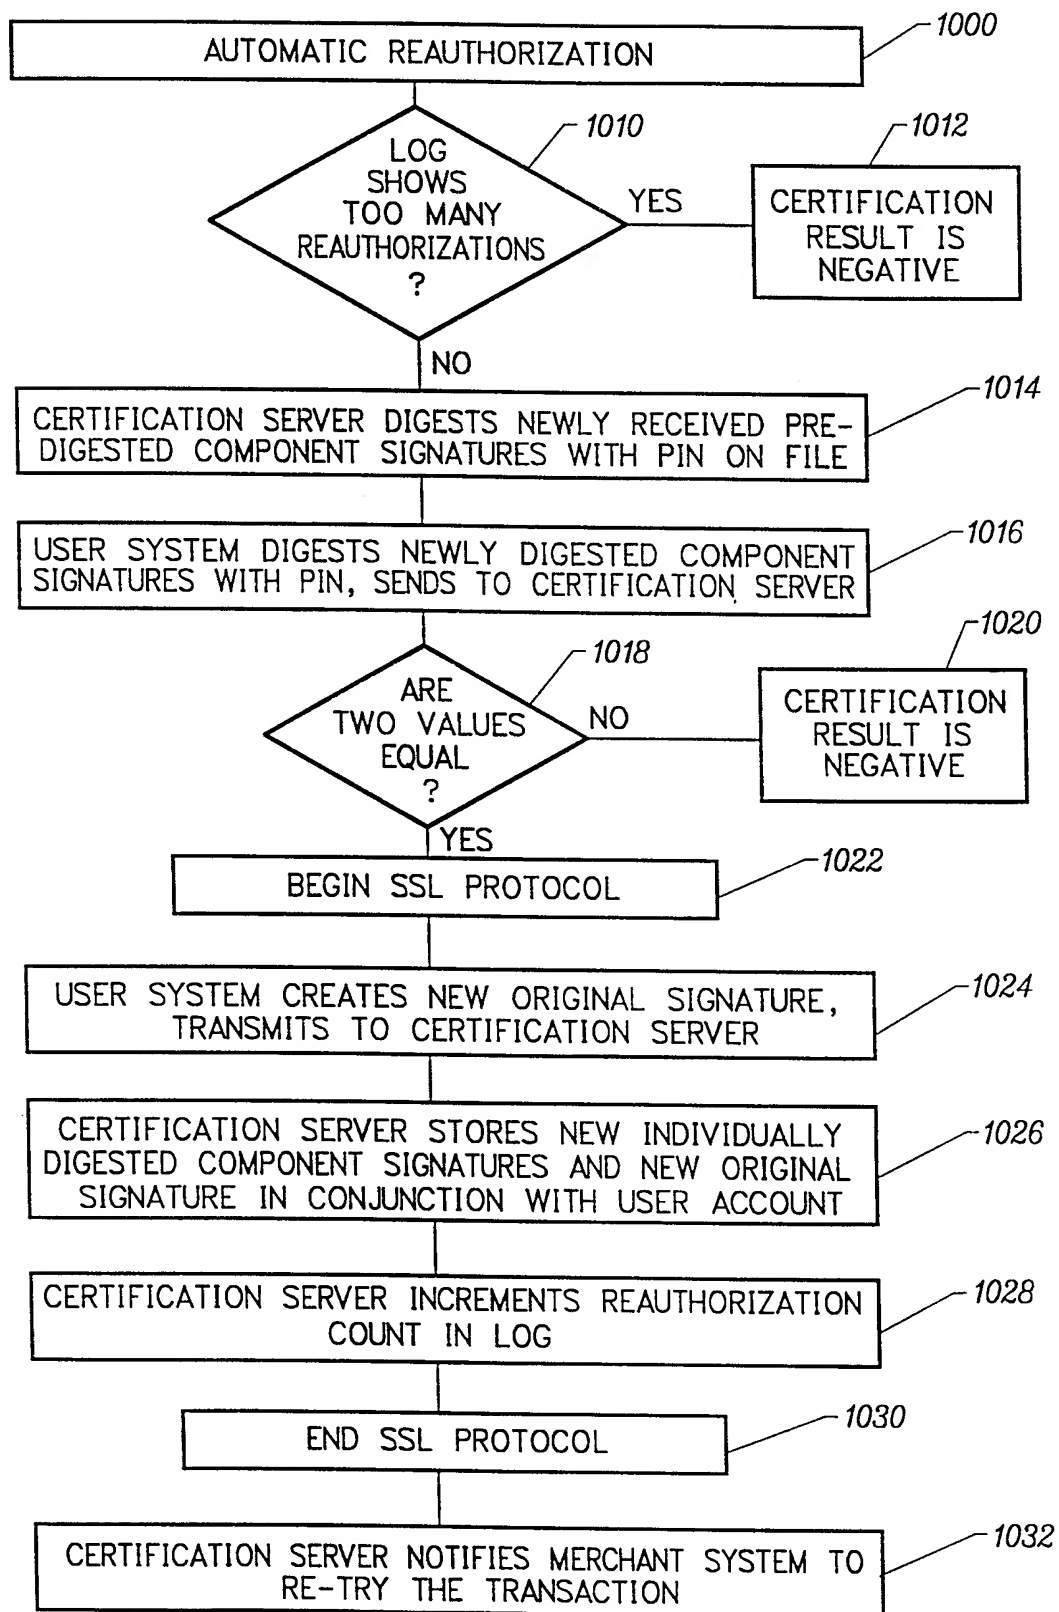 1000
AUTOMATIC REAUTHORIZATION
1010
LOG
SHOWS
TOO MANY
REAUTHORIZATIONS
?
YES
1012
CERTIFICATION
RESULT IS
NEGATIVE
NO
1014
CERTIFICATION SERVER DIGESTS NEWLY RECEIVED PRE-
DIGESTED COMPONENT SIGNATURES WITH PIN ON FILE
1016
USER SYSTEM DIGESTS NEWLY DIGESTED COMPONENT
SIGNATURES WITH PIN, SENDS TO CERTIFICATION SERVER
1018
ARE
TWO VALUES
EQUAL
?
NO
1020
CERTIFICATION
RESULT IS
NEGATIVE
YES
1022
BEGIN SSL PROTOCOL
1024
USER SYSTEM CREATES NEW ORIGINAL SIGNATURE,
TRANSMITS TO CERTIFICATION SERVER
1026
CERTIFICATION SERVER STORES NEW INDIVIDUALLY
DIGESTED COMPONENT SIGNATURES AND NEW ORIGINAL
SIGNATURE IN CONJUNCTION WITH USER ACCOUNT
1028
CERTIFICATION SERVER INCREMENTS REAUTHORIZATION
COUNT IN LOG
1030
END SSL PROTOCOL
1032
CERTIFICATION SERVER NOTIFIES MERCHANT SYSTEM TO
RE-TRY THE TRANSACTION